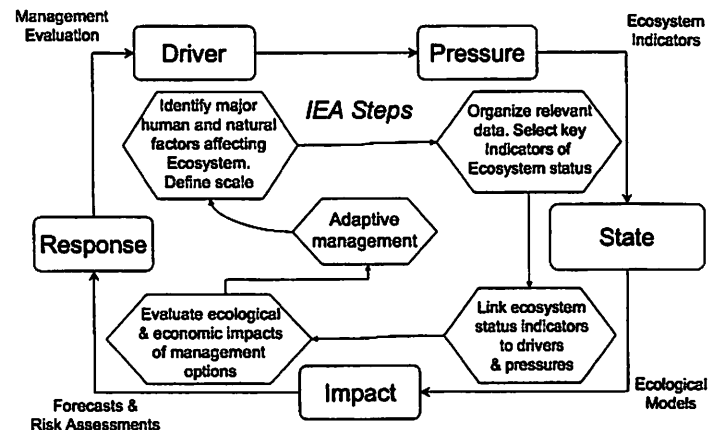 Management
Evaluation
Driver
Pressure
Ecosystem
Indicators
Identify major
human and natural
factors affecting
Ecosystem.
Define scale
IEA Steps
Organize relevant
data. Select key
Indicators of
Ecosystem status
Response
Adaptive
management
State
Evaluate ecological
& economic impacts
of management
options
Link ecosystem
status indicators
to drivers
& pressures
Impact
Forecasts &
Risk Assessments
Ecological
Models